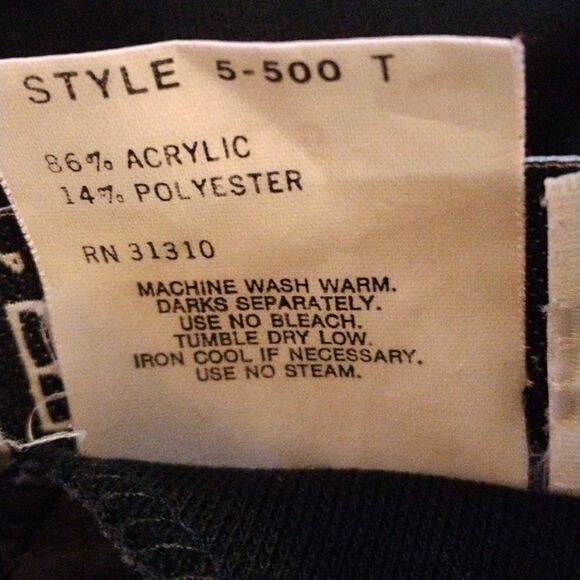 STYLE 5-500 T
86% ACRYLIC
14% POLYESTER
RN 31310
MACHINE WASH WARM.
DARKS SEPARATELY.
USE NO BLEACH.
TUMBLE DRY LOW.
IRON COOL IF NECESSARY.
USE NO STEAM.